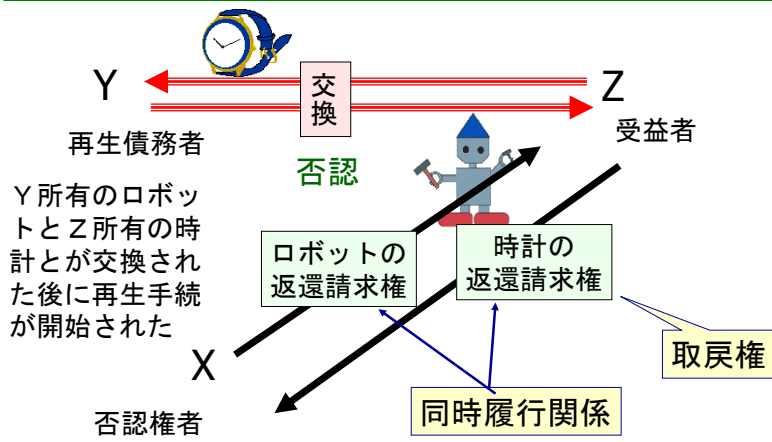 Y
交
換
Z
再生債務者
受益者
否認
Y所有のロボッ
トとZ所有の時
計とが交換され
た後に再生手続
が開始された
ロボットの
返還請求権
時計の
返還請求権
取戻権
X
同時履行関係
否認権者